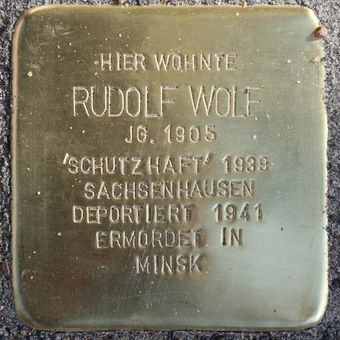 HIER WOHNTE
RUDOLF WOLF
JG. 1905
'SCHUTZHAFT' 1939
SACHSENHAUSEN
DEPORTIERT 1941
ERMORDET IN
MINSK